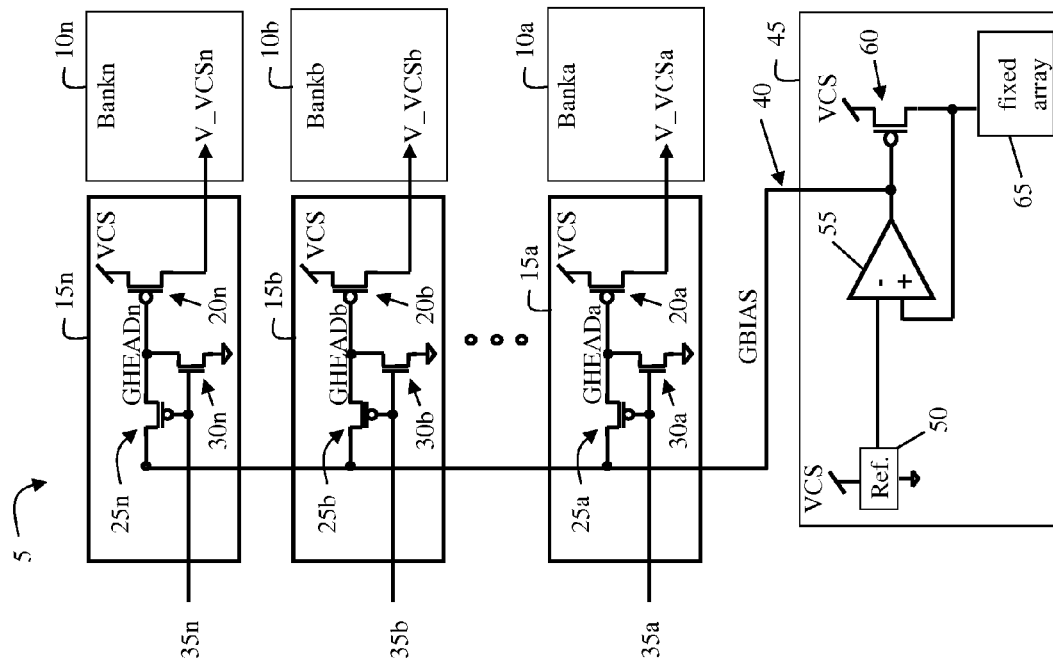 5
15n
VCS
GHEADn
25n
20n
30n
35n
10n
Bankn
V_VCSn
15b
VCS
GHEADb
25b
20b
30b
35b
10b
Bankb
V_VCSb
15a
VCS
GHEADa
25a
20a
30a
35a
10a
Banka
V_VCSa
GBIAS
40
45
VCS
Ref.
50
55
-
+
VCS
60
fixed
array
65